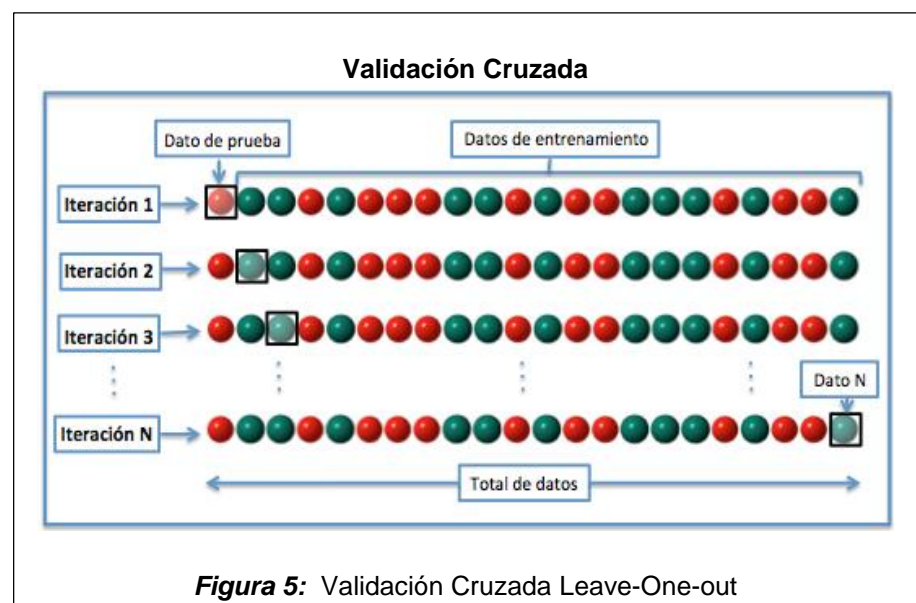 Validación Cruzada
Dato de prueba
Datos de entrenamiento
Iteración 1
Iteración 2
Iteración 3
Dato N
Iteración N
Total de datos
Figura 5: Validación Cruzada Leave-One-out